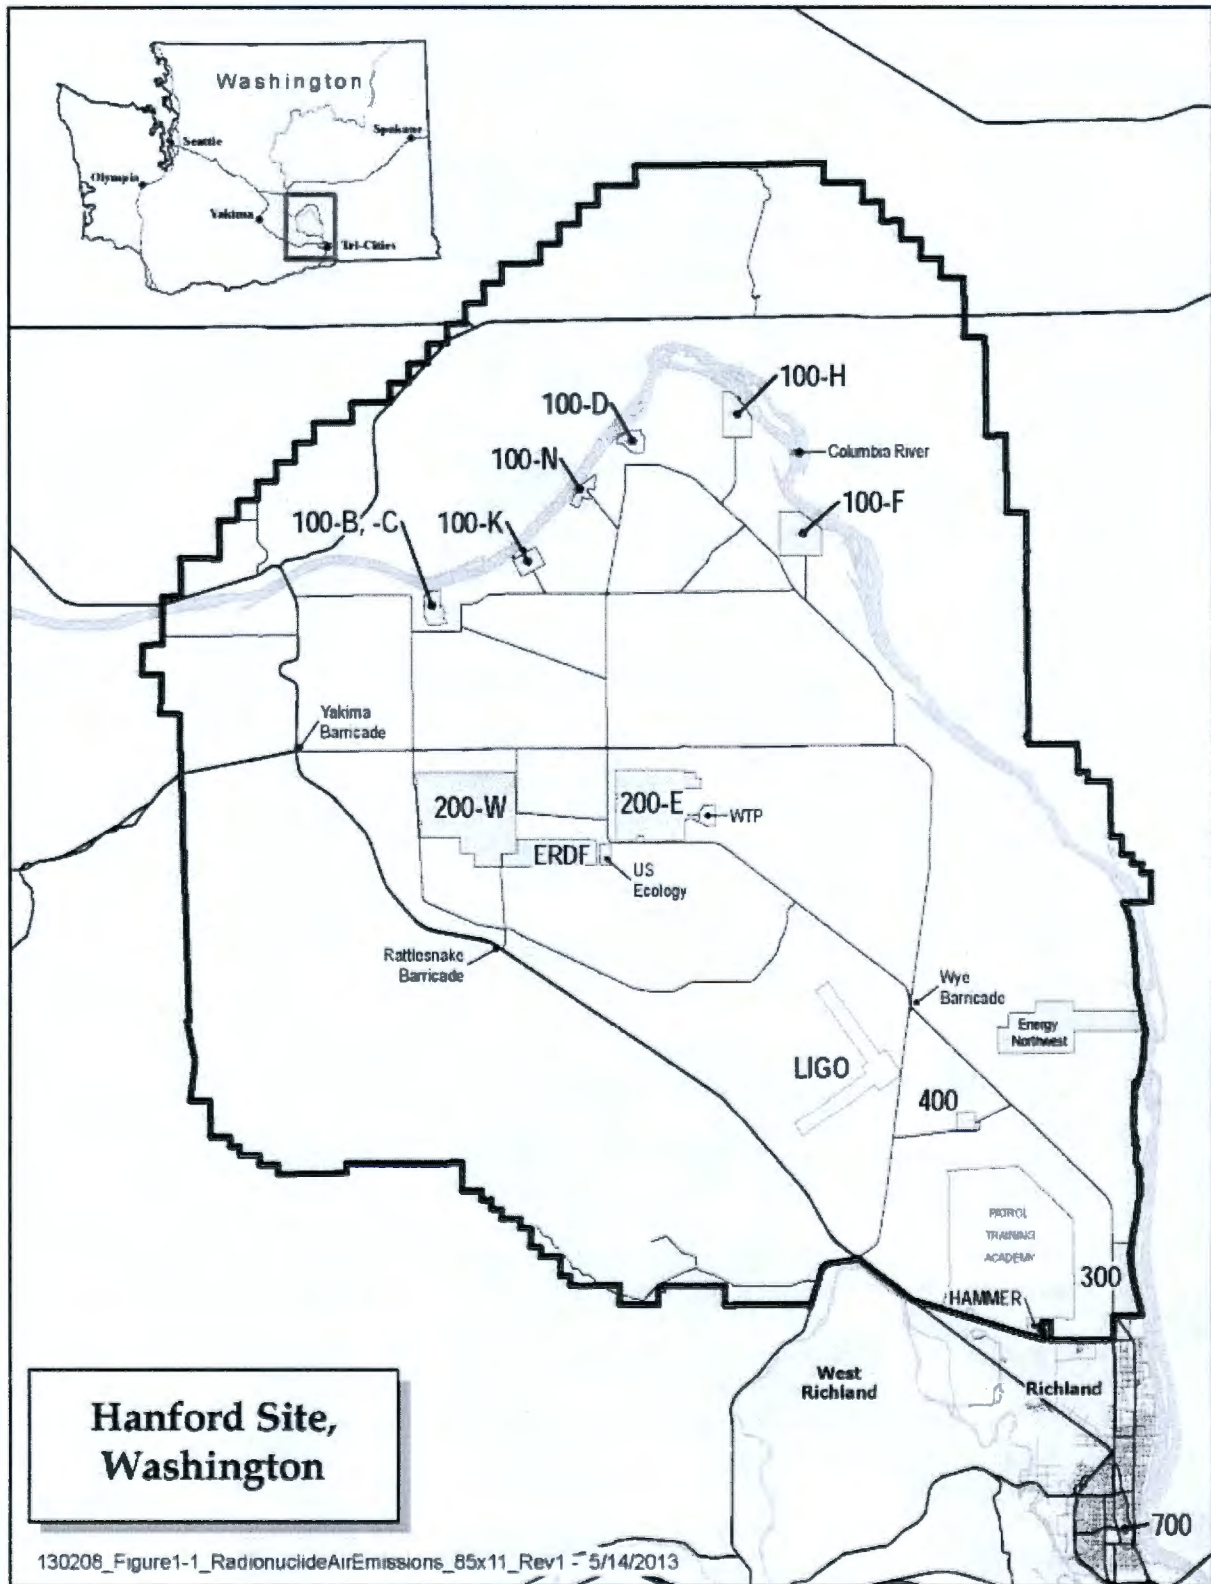 Washington
Spokane
Seattle
Olympia
Yakima
Tri-Cities
100-H
100-D
Columbia River
100-N
100-F
100-B, -C
100-K
Yakima
Barricade
200-W
200-E
WTP
ERDF
US
Ecology
Rattlesnake
Barricade
Wye
Barricade
Energy
Northwest
LIGO
400
PATROL
TRAINING
ACADEMY
300
HAMMER
West
Richland
Richland
Hanford Site,
Washington
700
130208_Figure1-1_RadionuclideAirEmissions_85x11_Rev1 - 5/14/2013